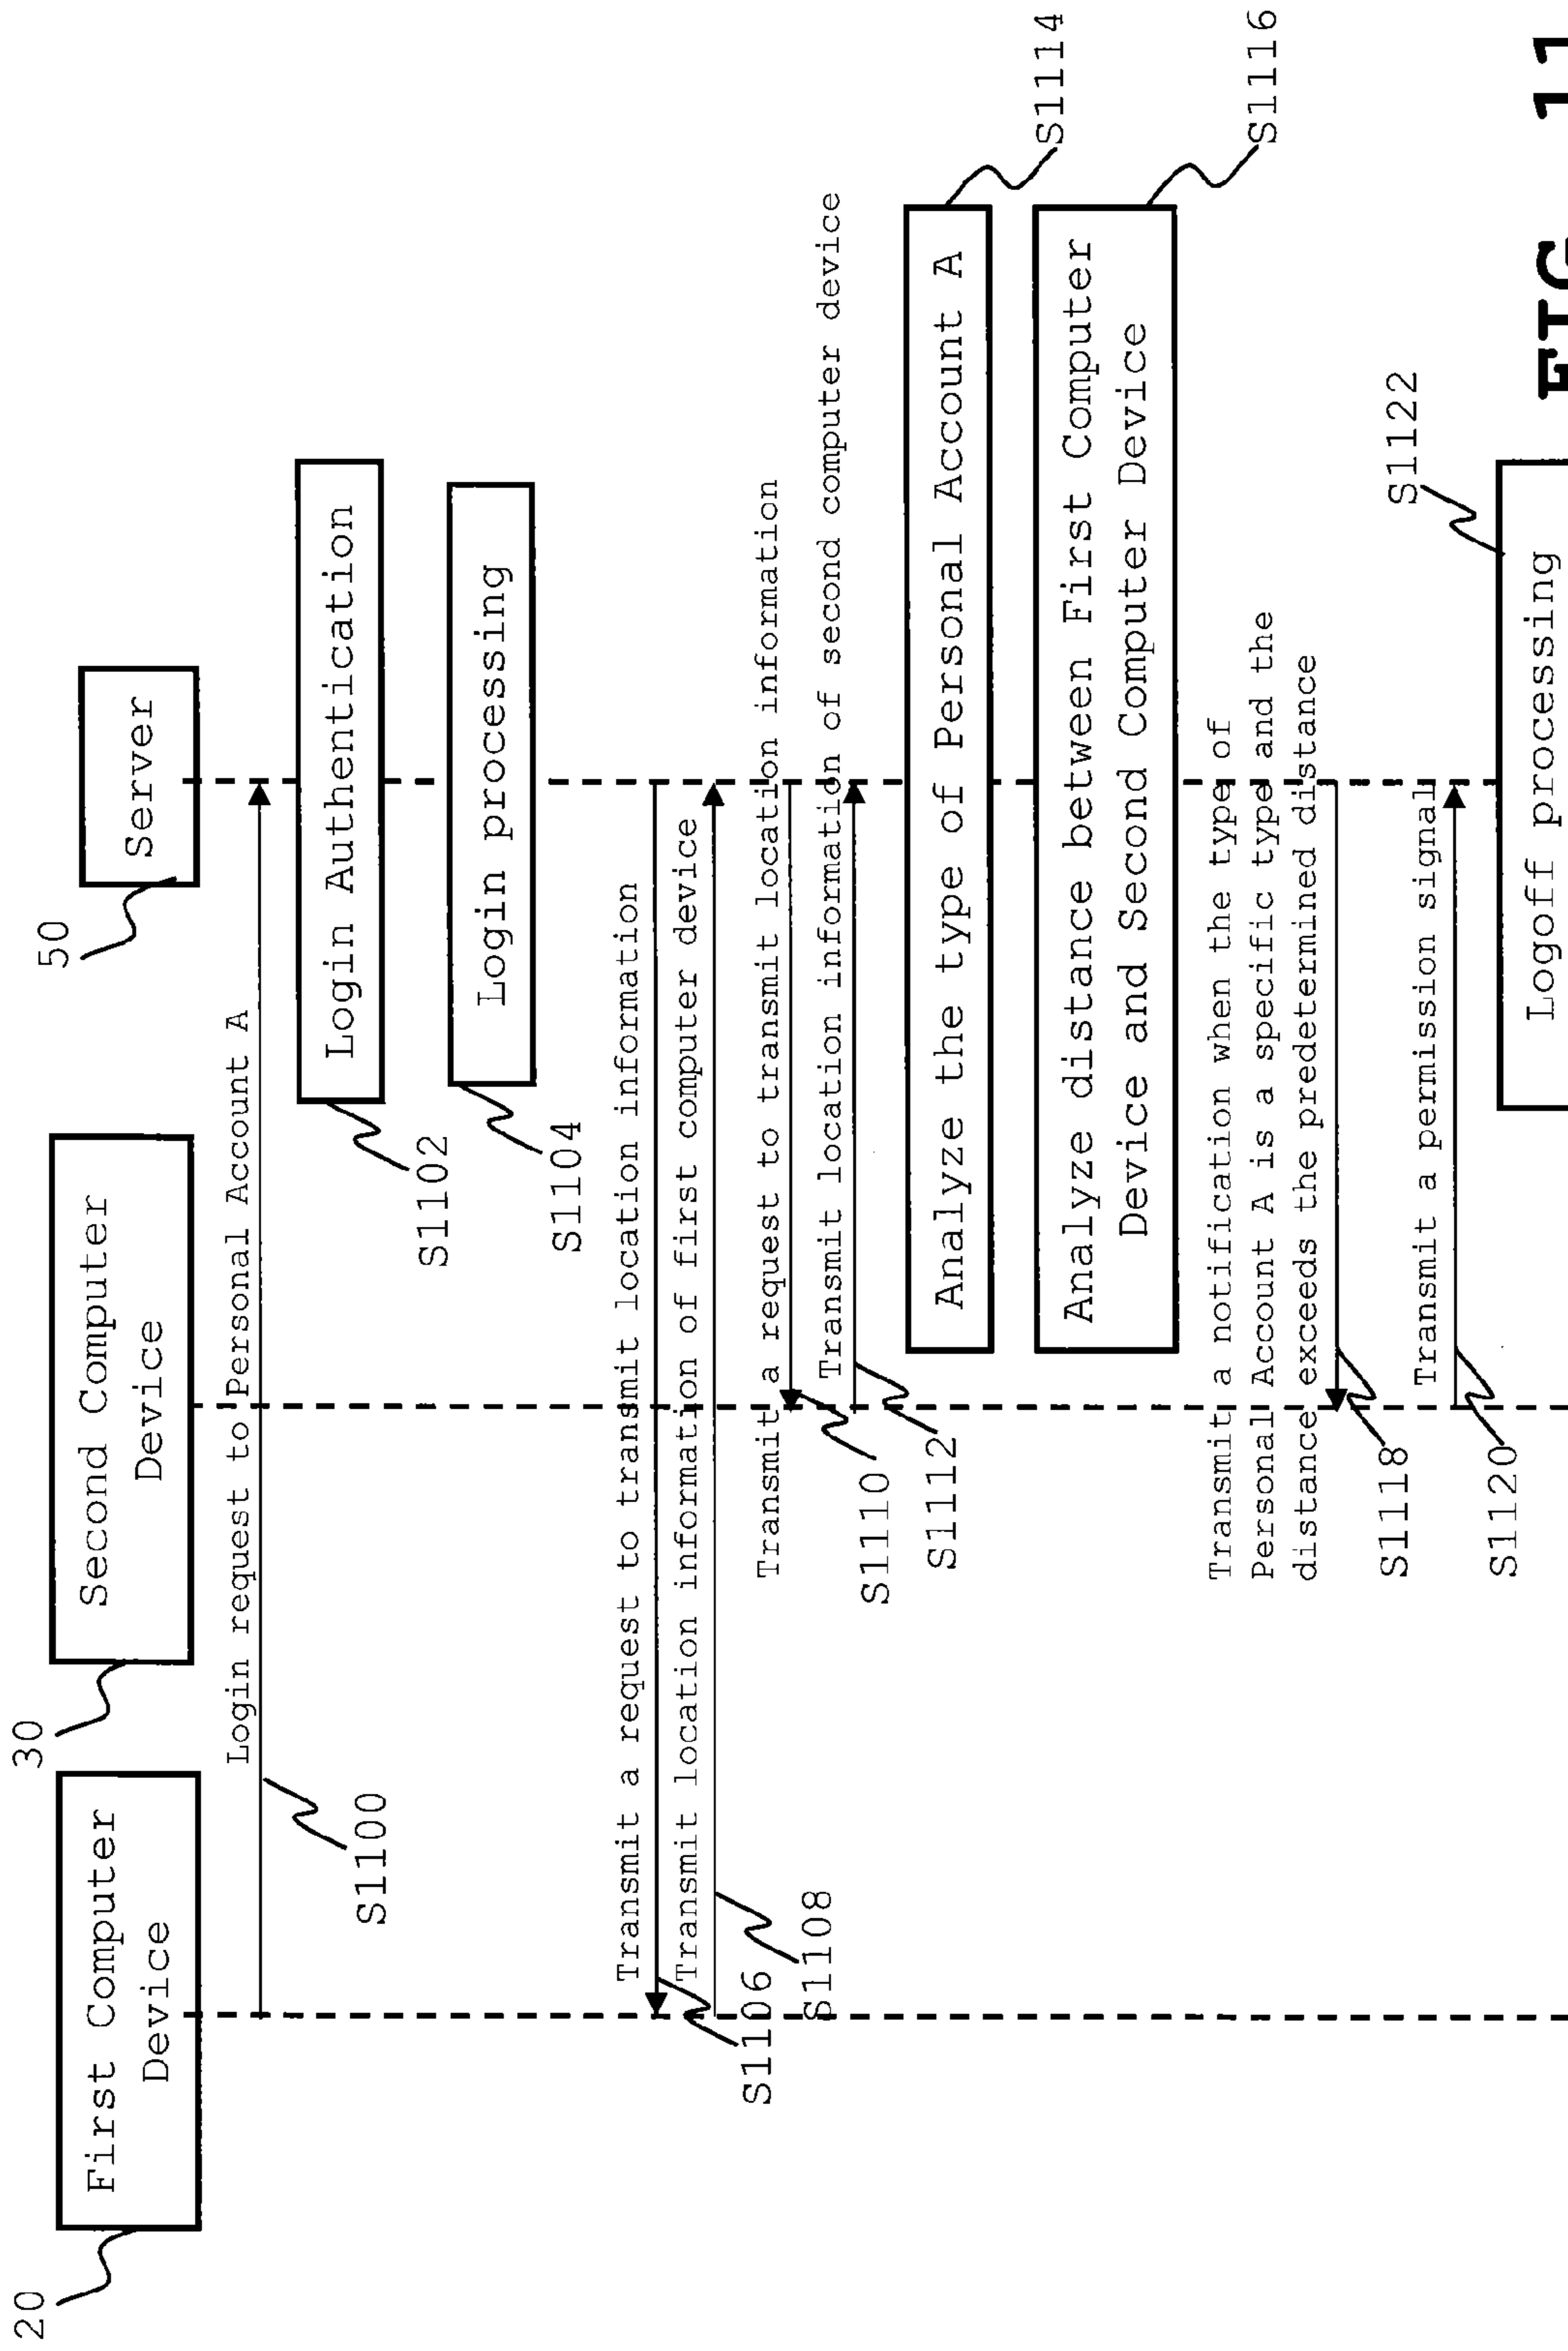 20
First Computer
Device
30
Second Computer
Device
50
Server
Login request to Personal Account A
S1100
Login Authentication
S1102
Login processing
S1104
Transmit a request to transmit location information
S1106
Transmit location information of first computer device
S1108
Transmit a request to transmit location information
S1110
Transmit location information of second computer device
S1112
Analyze the type of Personal Account A
S1114
Analyze distance between First Computer
Device and Second Computer Device
S1116
Transmit a notification when the type of
Personal Account A is a specific type and the
distance exceeds the predetermined distance
S1118
Transmit a permission signal
S1120
Logoff processing
S1122
FIG. 11